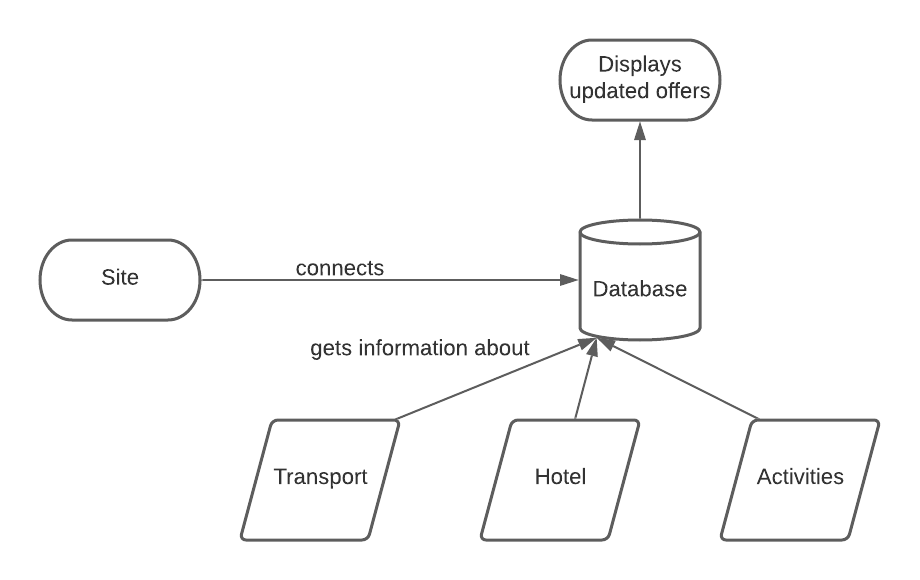 Displays
updated offers
Site
connects
Database
gets information about
Transport
Hotel
Activities